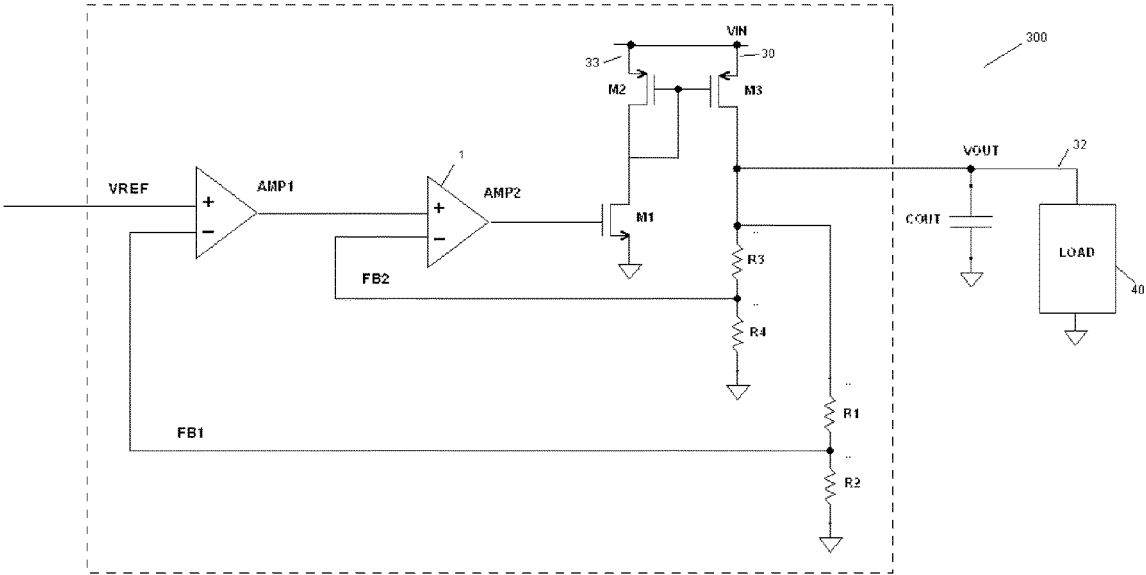 VIN
33
30
300
M2
M3
VOUT
32
1
VREF
AMP1
AMP2
M1
COUT
LOAD
40
R3
FB2
R4
R1
FB1
R2